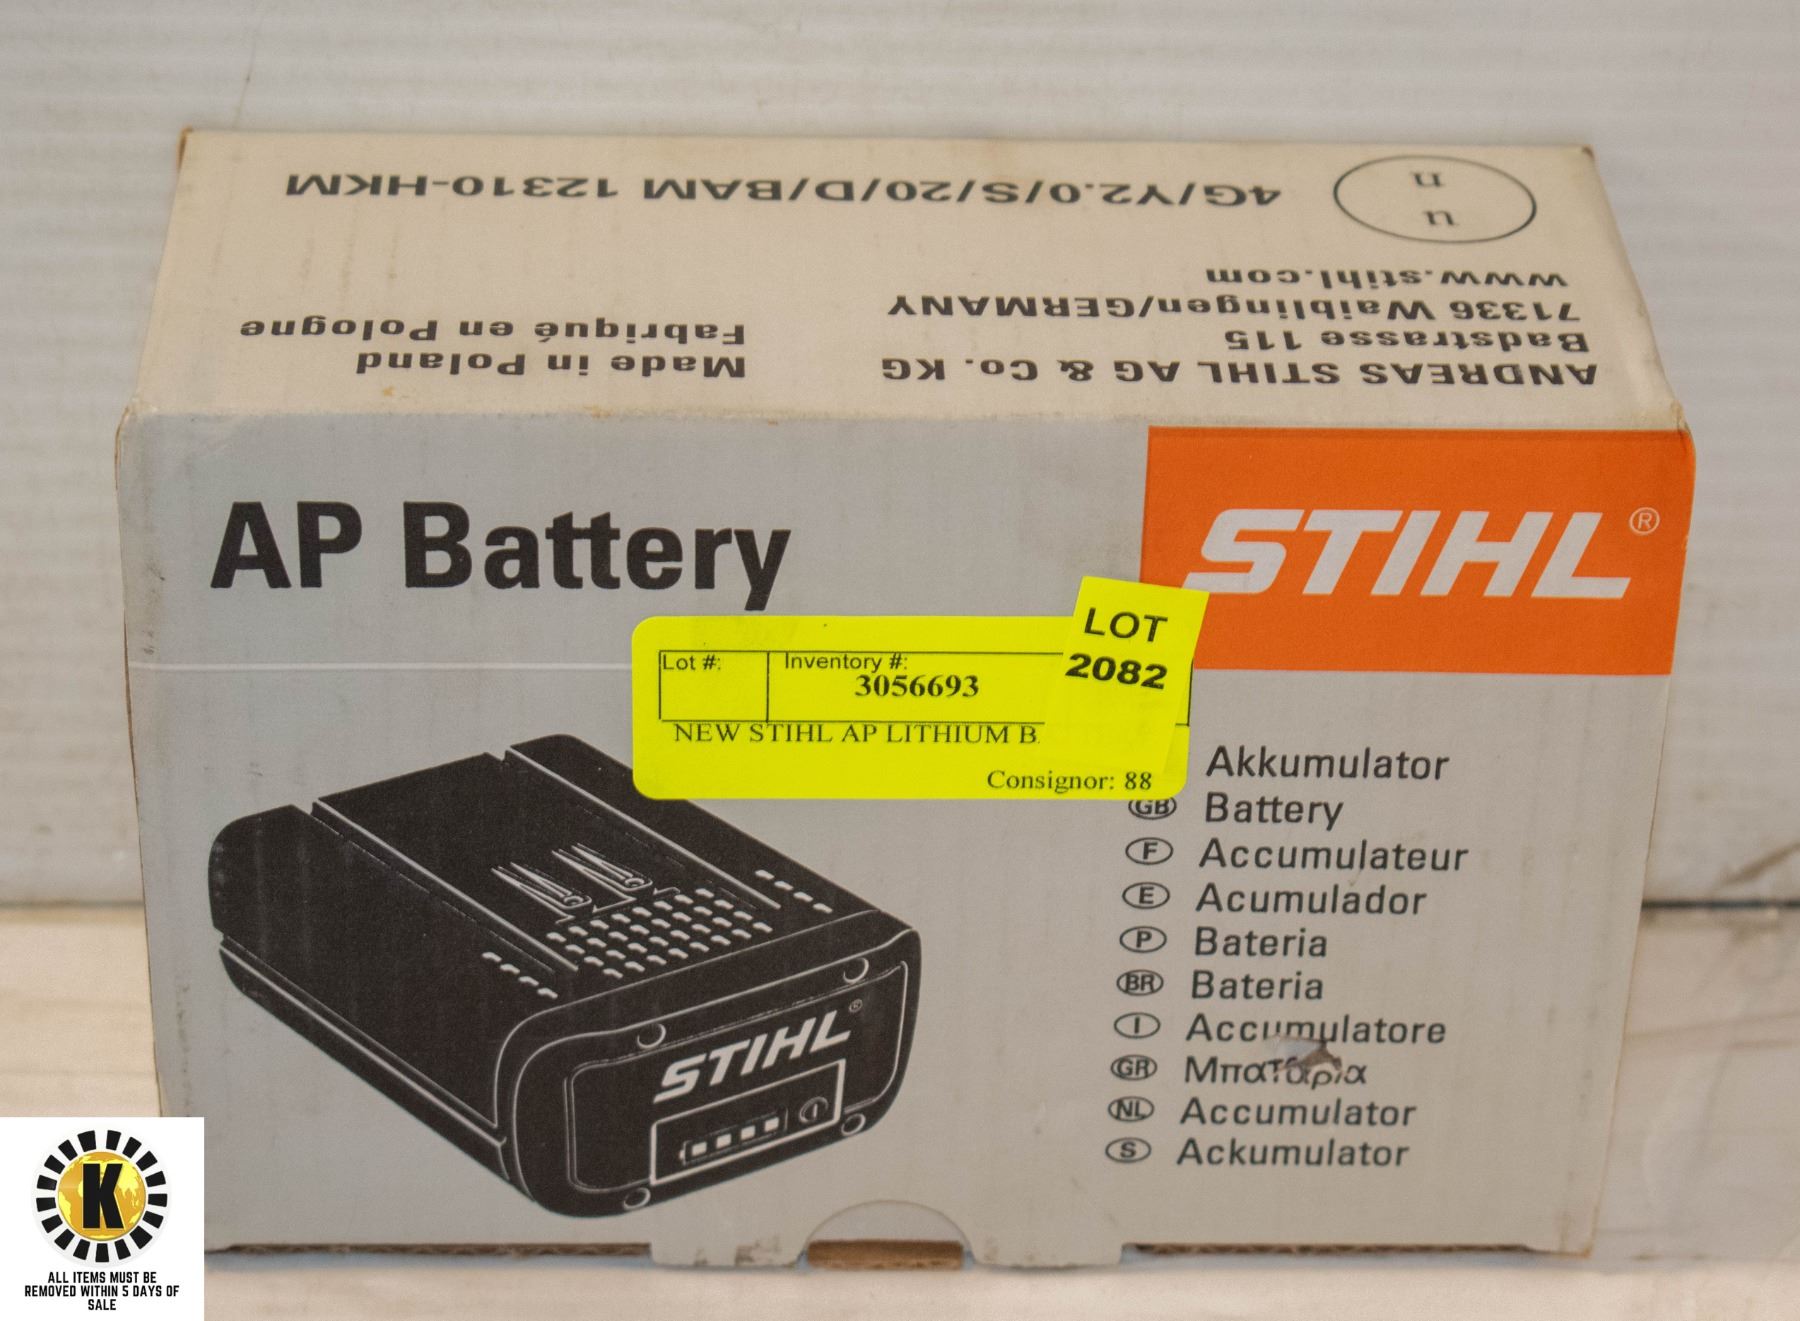 4G/Y2.0/S/20/D/BAM 12310-HKM
u
n
ANDREAS STIHL AG & Co. KG
Badstrasse 115
71336 Waiblingen/GERMANY
www.stihl.com
Made in Poland
Fabriqué en Pologne
AP Battery
STIHL®
LOT
2082
Lot #:
Inventory #:
3056693
NEW STIHL AP LITHIUM
Consignor: 88
Akkumulator
GB Battery
F Accumulateur
E Acumulador
P Bateria
BR Bateria
I Accumulatore
GR Μπαταρία
NL Accumulator
S Ackumulator
STIHL®
K
ALL ITEMS MUST BE
REMOVED WITHIN 5 DAYS OF
SALE